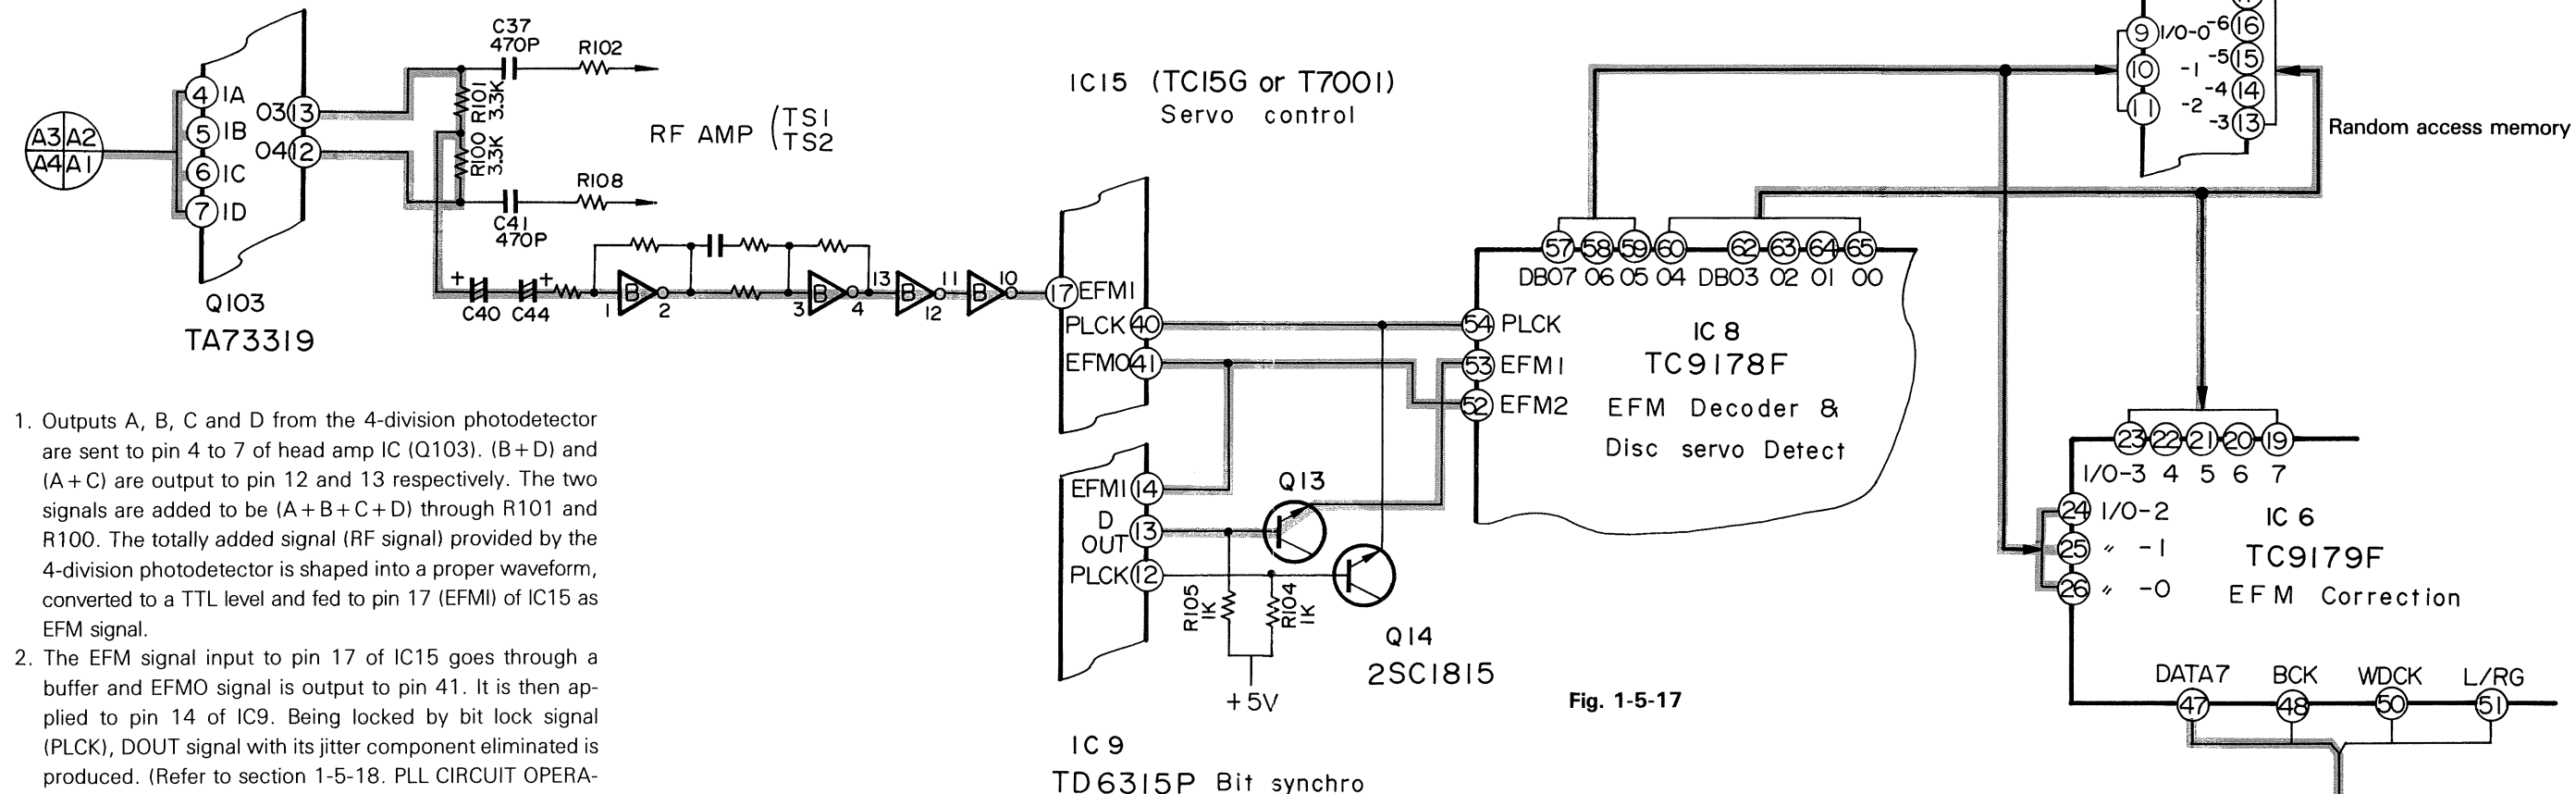 C37
470P
R102
R101
3.3K
R100
3.3K
4 IA
5 IB
6 IC
7 ID
A3 A2
A4 A1
03 13
04 12
R108
C41
470P
RF AMP (TS1
TS2
Q103
TA73319
+
C40
+
C44
B
1
2
B
3
4
13
B
12
11
B
10
IC15 (TC15G or T7001)
Servo control
17 EFMI
PLCK 40
EFMO 41
EFMI 14
D
OUT 13
PLCK 12
R105
1K
R104
1K
+5V
Q13
Q14
2SC1815
IC9
TD6315P Bit synchro
57 58 59 60 62 63 64 65
DB07 06 05 04 DB03 02 01 00
54 PLCK
53 EFM1
52 EFM2
IC 8
TC9178F
EFM Decoder &
Disc servo Detect
9 I/O-0 -6 16
10 -1 -5 15
-4 14
11 -2
-3 13
Random access memory
23 22 21 20 19
I/O-3 4 5 6 7
24 I/O-2
25 〃 -1
26 〃 -0
IC 6
TC9179F
EFM Correction
DATA7 BCK WDCK L/RG
47 48 50 51
Fig. 1-5-17
1. Outputs A, B, C and D from the 4-division photodetector
are sent to pin 4 to 7 of head amp IC (Q103). (B+D) and
(A+C) are output to pin 12 and 13 respectively. The two
signals are added to be (A+B+C+D) through R101 and
R100. The totally added signal (RF signal) provided by the
4-division photodetector is shaped into a proper waveform,
converted to a TTL level and fed to pin 17 (EFMI) of IC15 as
EFM signal.
2. The EFM signal input to pin 17 of IC15 goes through a
buffer and EFMO signal is output to pin 41. It is then ap-
plied to pin 14 of IC9. Being locked by bit lock signal
(PLCK), DOUT signal with its jitter component eliminated is
produced. (Refer to section 1-5-18. PLL CIRCUIT OPERA-